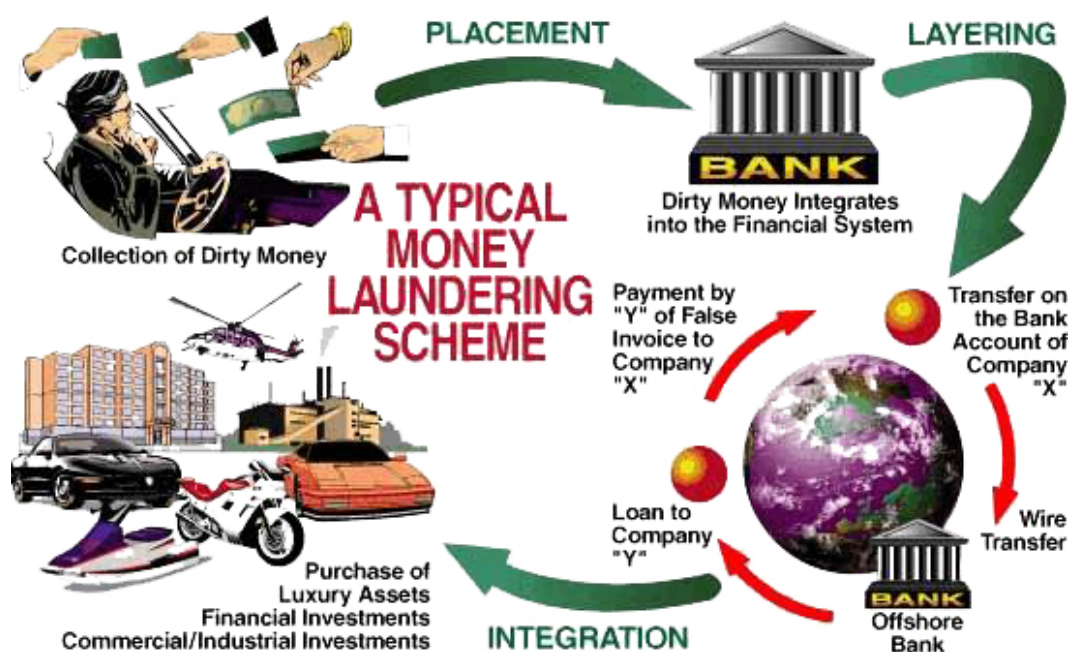 PLACEMENT
LAYERING
BANK
Dirty Money Integrates
into the Financial System
Collection of Dirty Money
A TYPICAL
MONEY
LAUNDERING
SCHEME
Transfer on
the Bank
Account of
Company
"X"
Wire
Transfer
BANK
Offshore
Bank
Loan to
Company
"Y"
Payment by
"Y" of False
Invoice to
Company
"X"
INTEGRATION
Purchase of
Luxury Assets
Financial Investments
Commercial/Industrial Investments